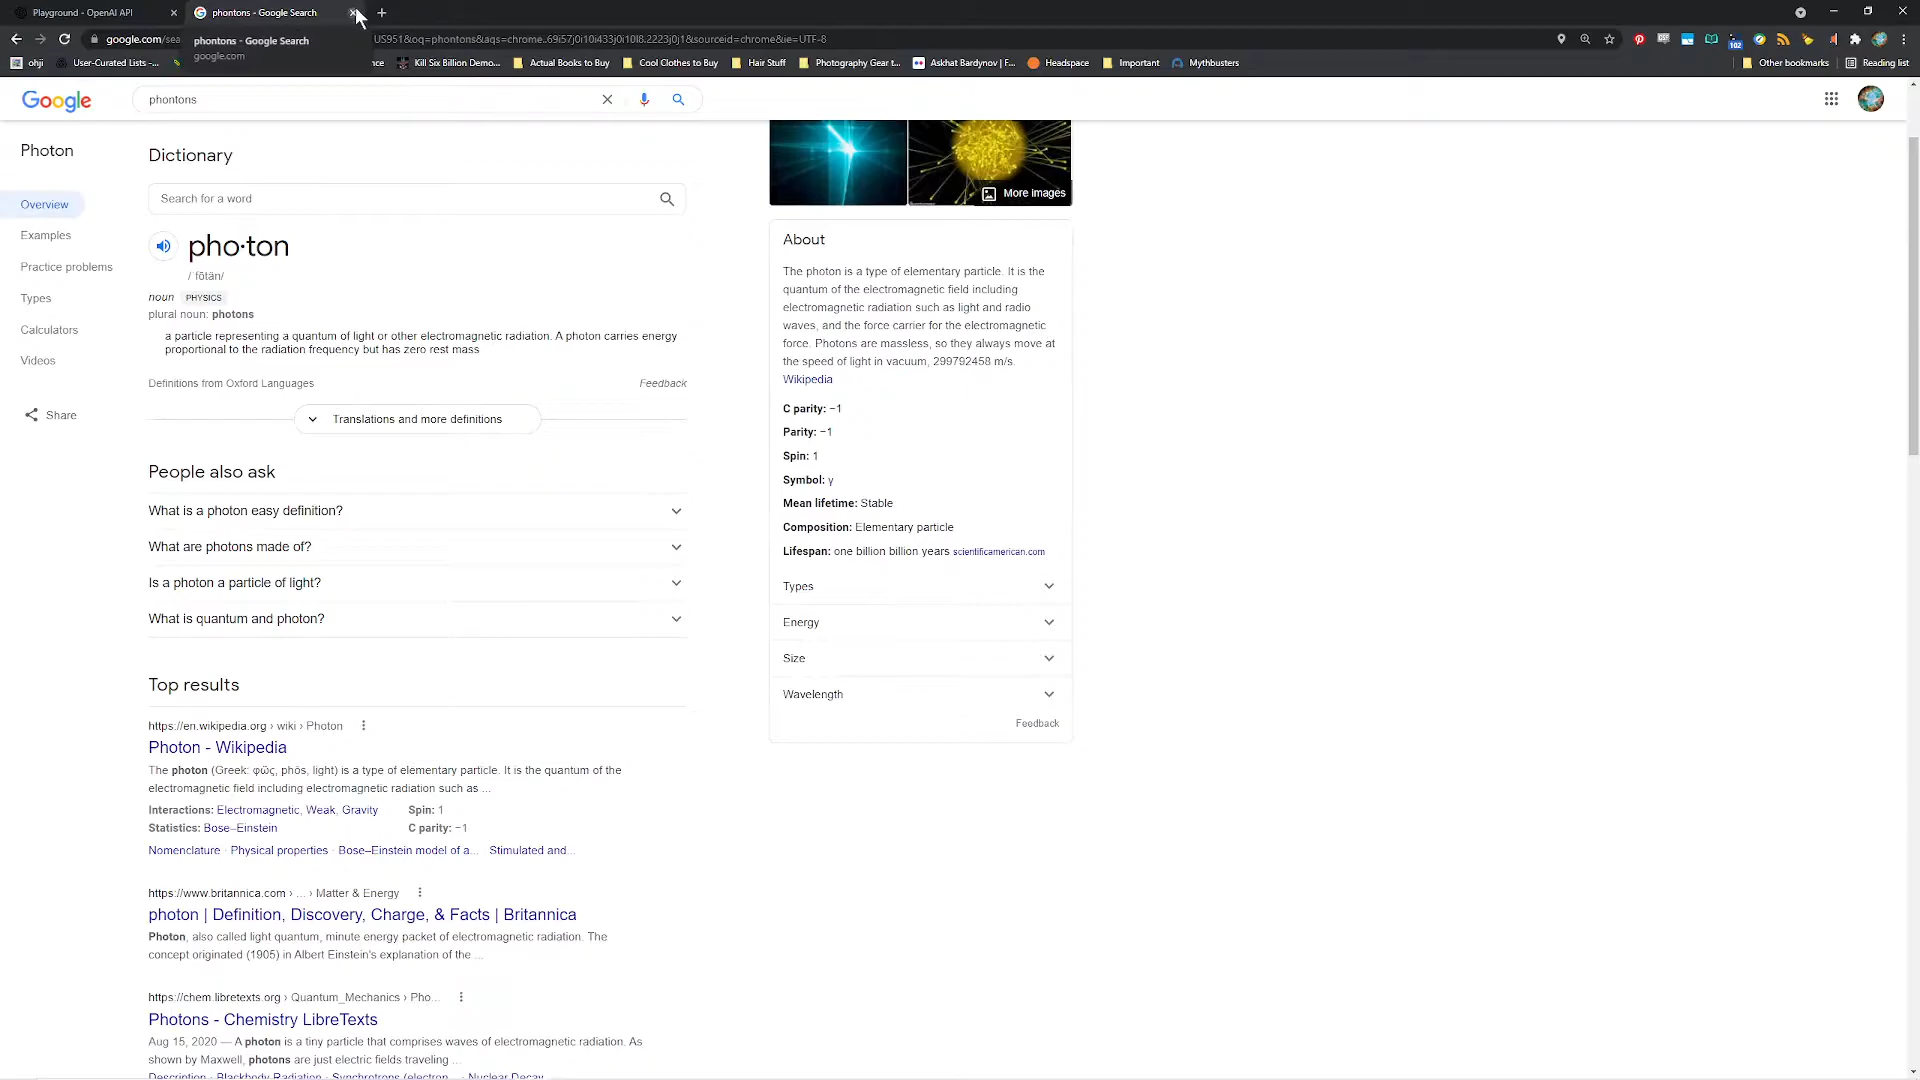 Playground - OpenAI API
phontons - Google Search
google.com/sea
US951&oq=phontons&aqs=chrome..69i57j0i10i433j0i10l8.2223j0j1&sourceid=chrome&ie=UTF-8
phontons - Google Search
google.com
102
ohji
User-Curated Lists -...
nce
Kill Six Billion Demo...
Actual Books to Buy
Cool Clothes to Buy
Hair Stuff
Photography Gear t...
Askhat Bardynov | F...
Headspace
Important
Mythbusters
Other bookmarks
Reading list
Google
phontons
Photon
Overview
Examples
Practice problems
Types
Calculators
Videos
Share
Dictionary
Search for a word
pho·ton
/ˈfōtän/
noun PHYSICS
plural noun: photons
a particle representing a quantum of light or other electromagnetic radiation. A photon carries energy
proportional to the radiation frequency but has zero rest mass
Definitions from Oxford Languages
Feedback
Translations and more definitions
People also ask
What is a photon easy definition?
What are photons made of?
Is a photon a particle of light?
What is quantum and photon?
Top results
https://en.wikipedia.org › wiki › Photon
Photon - Wikipedia
The photon (Greek: φῶς, phôs, light) is a type of elementary particle. It is the quantum of the
electromagnetic field including electromagnetic radiation such as ...
Interactions: Electromagnetic, Weak, Gravity
Spin: 1
Statistics: Bose–Einstein
C parity: −1
Nomenclature · Physical properties · Bose–Einstein model of a... · Stimulated and...
https://www.britannica.com › ... › Matter & Energy
photon | Definition, Discovery, Charge, & Facts | Britannica
Photon, also called light quantum, minute energy packet of electromagnetic radiation. The
concept originated (1905) in Albert Einstein's explanation of the ...
https://chem.libretexts.org › Quantum_Mechanics › Pho...
Photons - Chemistry LibreTexts
Aug 15, 2020 — A photon is a tiny particle that comprises waves of electromagnetic radiation. As
shown by Maxwell, photons are just electric fields traveling ...
Description · Blackbody Radiation · Synchrotrons (electron... · Nuclear Decay
More images
About
The photon is a type of elementary particle. It is the
quantum of the electromagnetic field including
electromagnetic radiation such as light and radio
waves, and the force carrier for the electromagnetic
force. Photons are massless, so they always move at
the speed of light in vacuum, 299792458 m/s.
Wikipedia
C parity: −1
Parity: −1
Spin: 1
Symbol: γ
Mean lifetime: Stable
Composition: Elementary particle
Lifespan: one billion billion years scientificamerican.com
Types
Energy
Size
Wavelength
Feedback